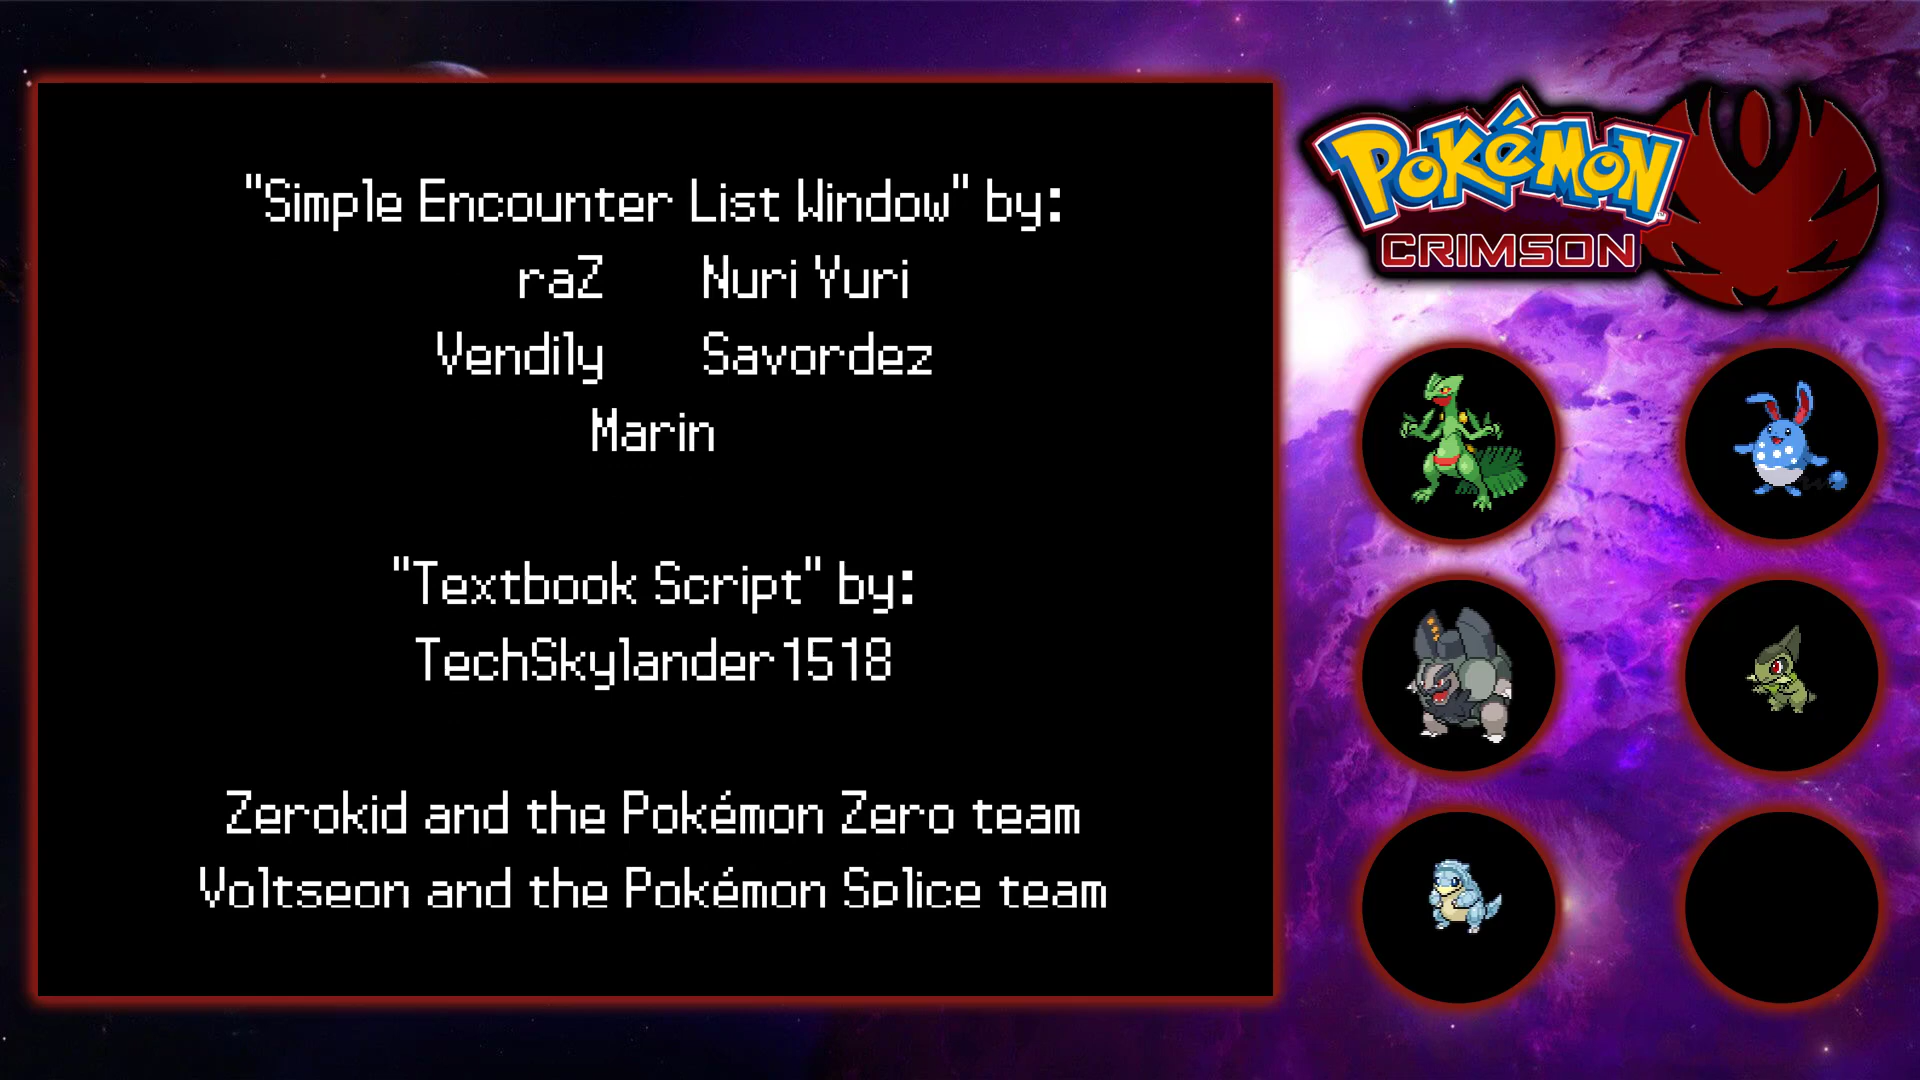 "Simple Encounter List Window" by:
raZ Nuri Yuri
Vendily Savordez
Marin
"Textbook Script" by:
TechSkylander1518
Zerokid and the Pokémon Zero team
Voltseon and the Pokémon Splice team
POKéMON
CRIMSON